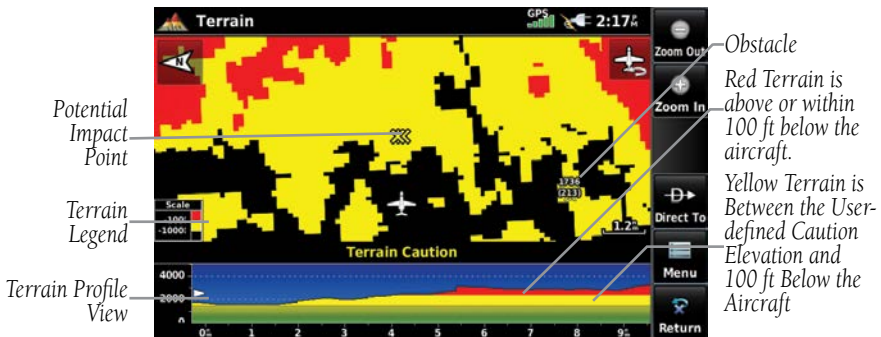 Terrain
GPS
2:17
Zoom Out
Obstacle
Red Terrain is
above or within
100 ft below the
aircraft.
N
Zoom In
Potential
Impact
Point
1736
(213)
Yellow Terrain is
Between the User-
defined Caution
Elevation and
100 ft Below the
Aircraft
Terrain
Legend
Scale
-100'
-1000'
D
Direct To
1.2
Terrain Caution
Menu
Terrain Profile
View
4000
2000
0
0 1 2 3 4 5 6 7 8 9
Return